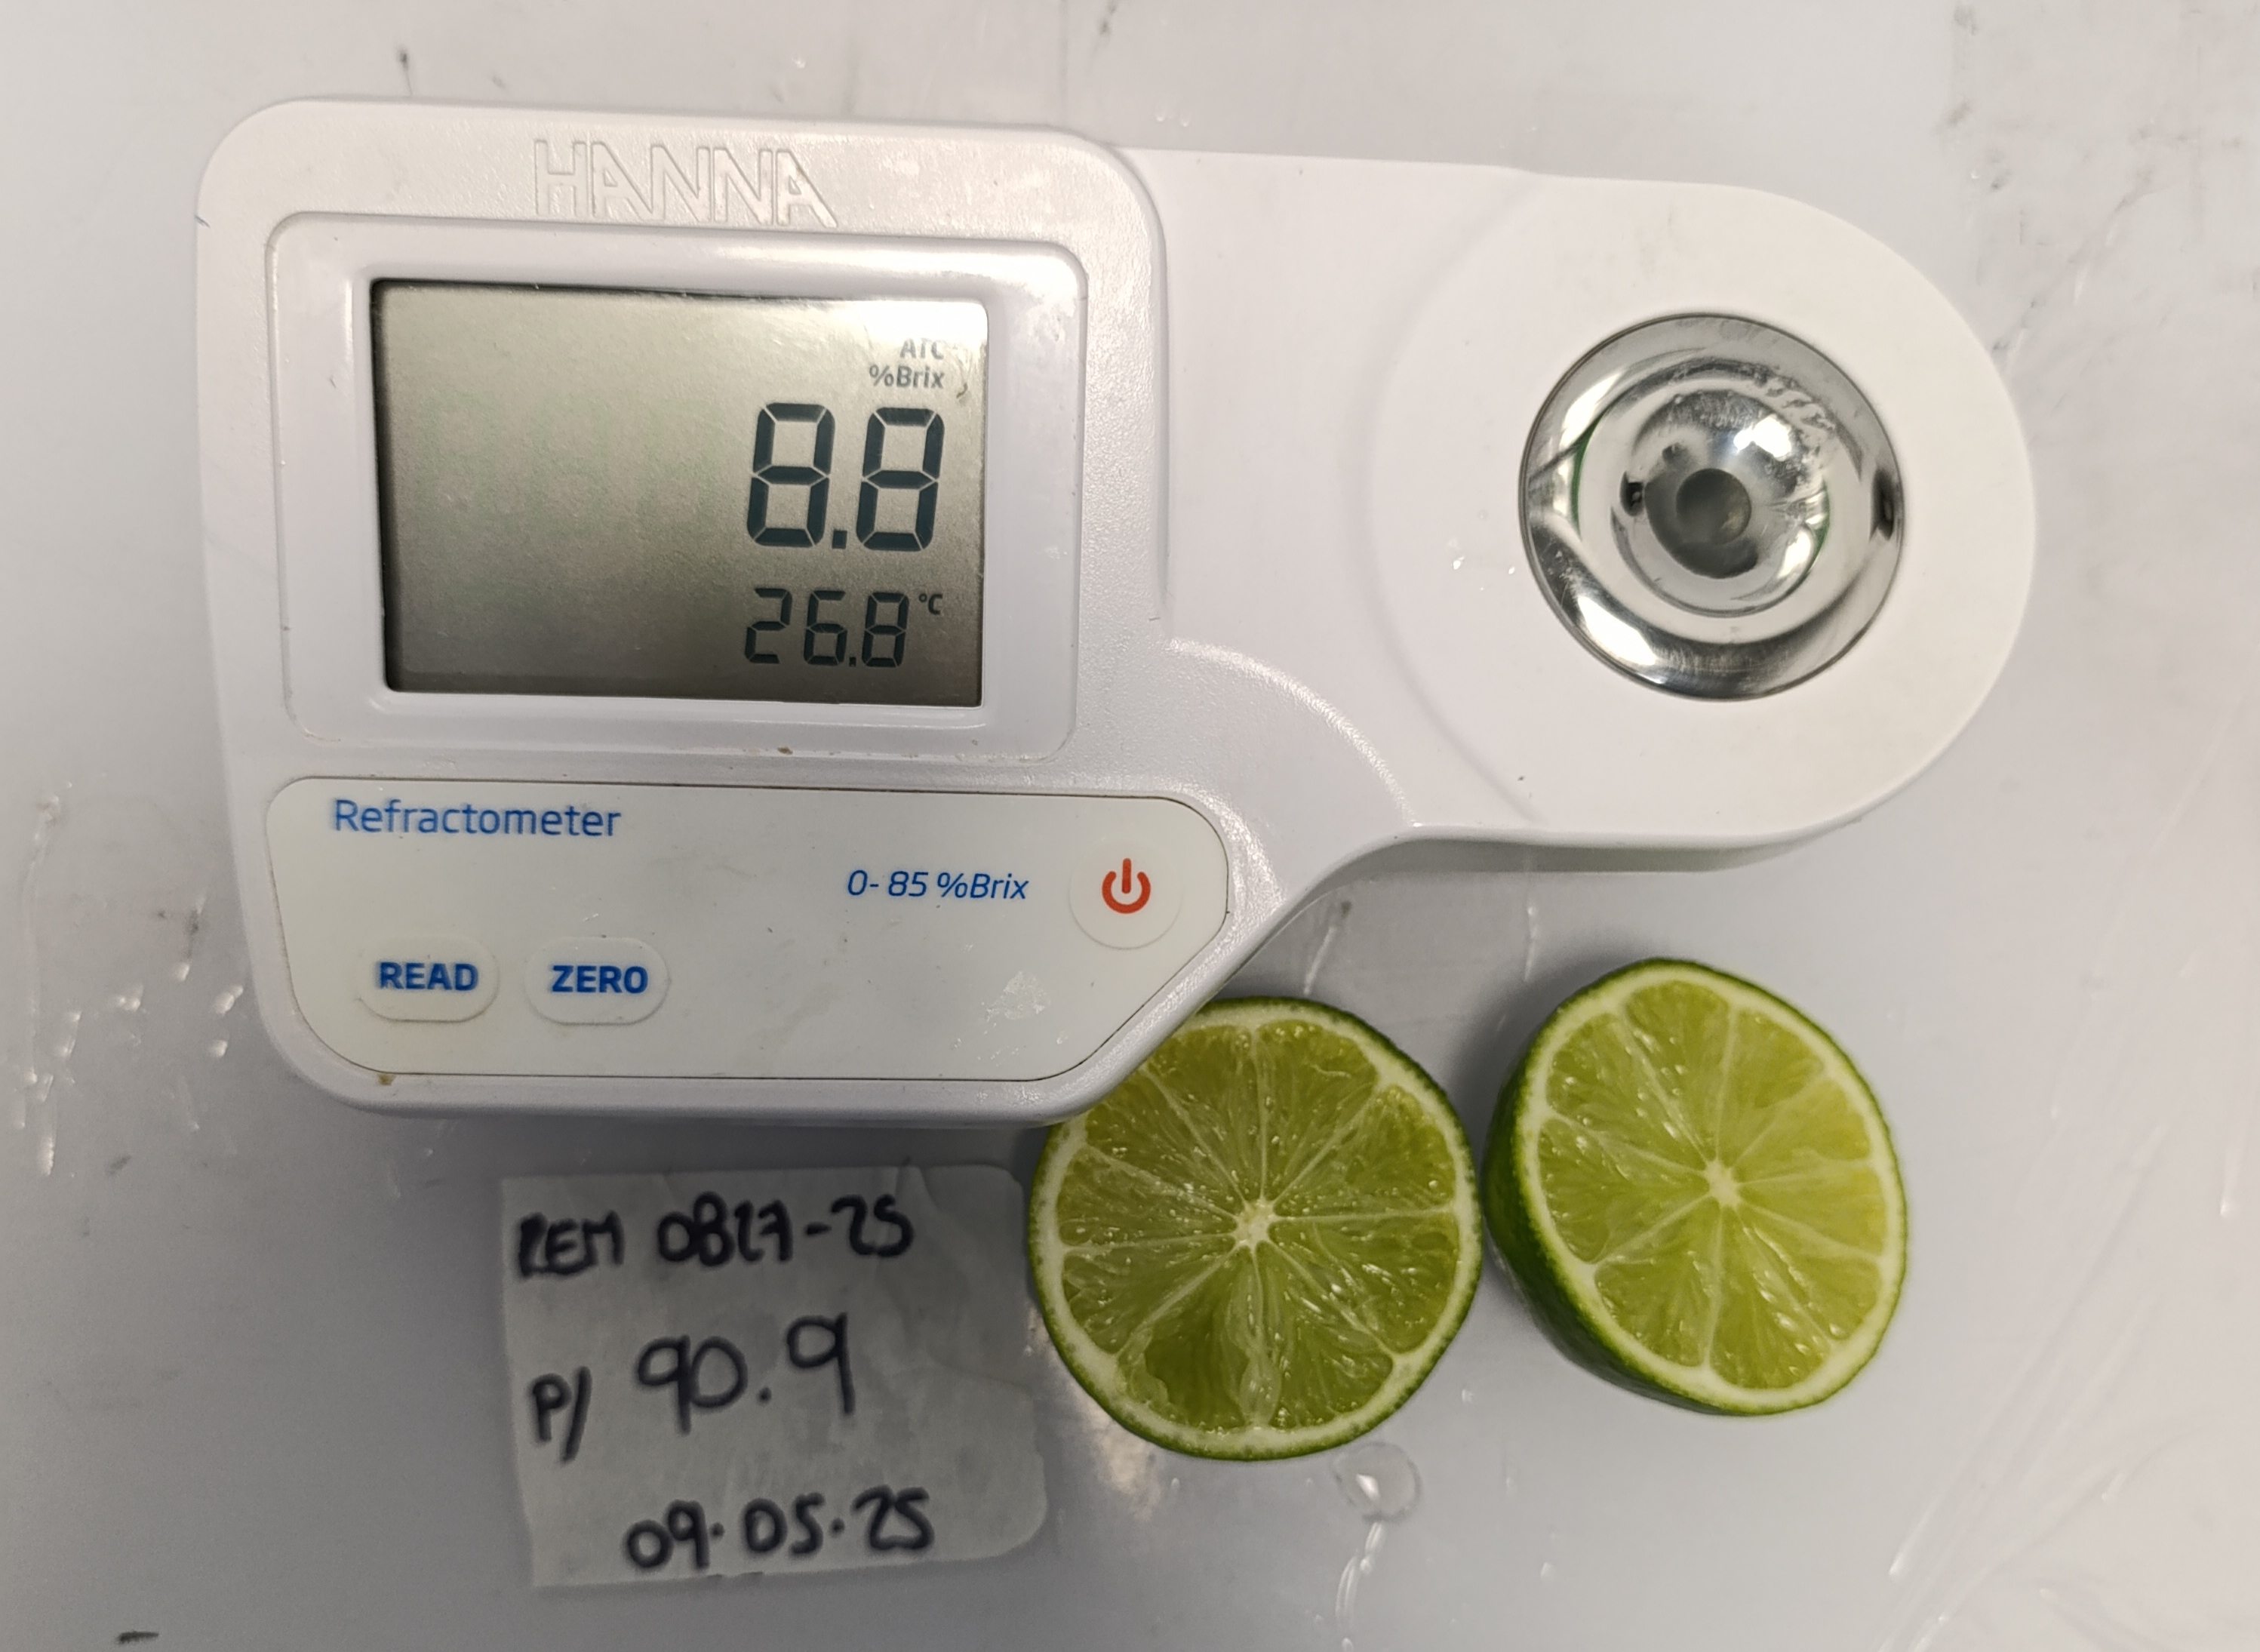 HANNA
ATC
%Brix
8.8
26.8 °C
Refractometer
0-85 %Brix
READ ZERO
REM 0827-25
P/ 90.9
09.05.25